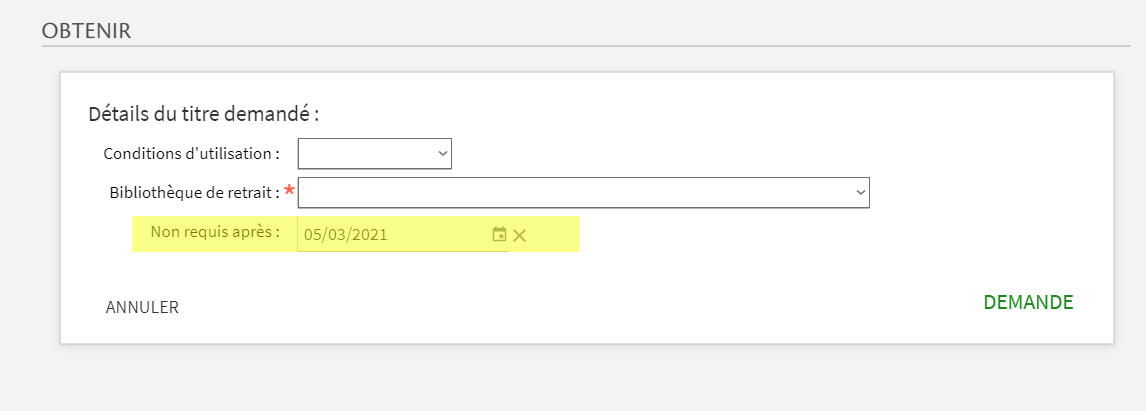 OBTENIR
Détails du titre demandé :
Conditions d'utilisation :
Bibliothèque de retrait : *
Non requis après : 05/03/2021
ANNULER
DEMANDE